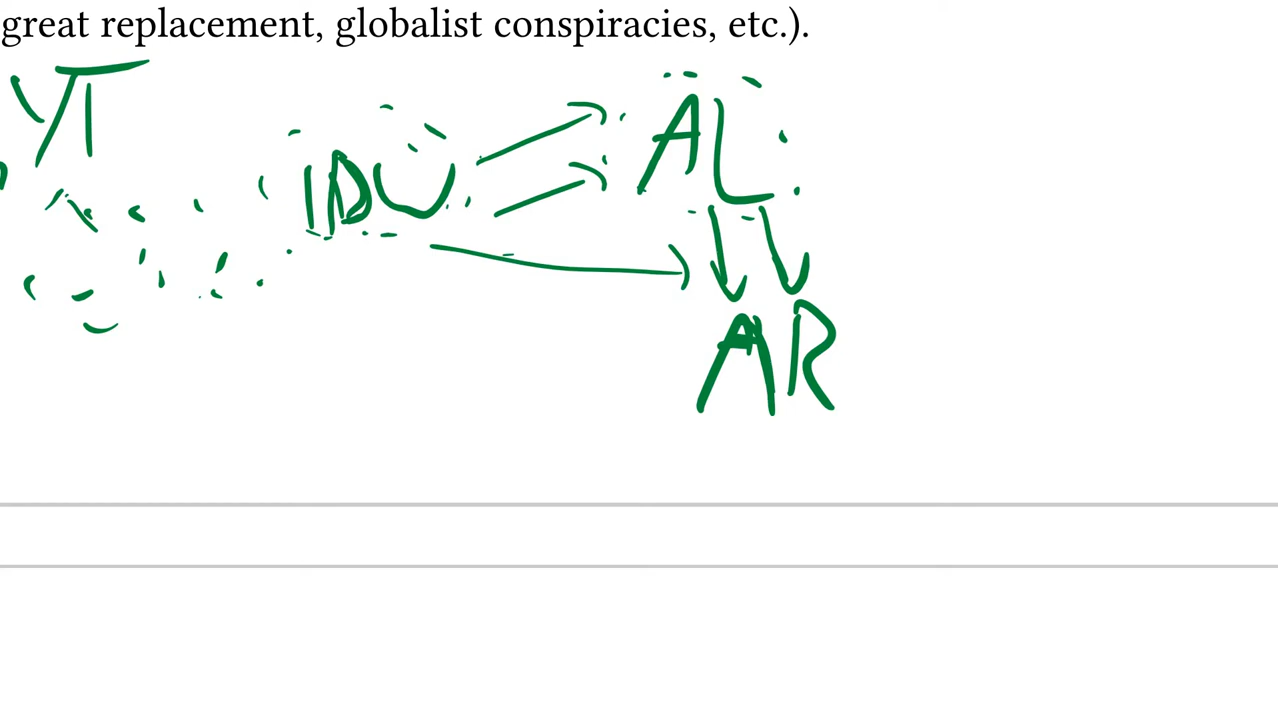 great replacement, globalist conspiracies, etc.).
YT
IDW AL
AR